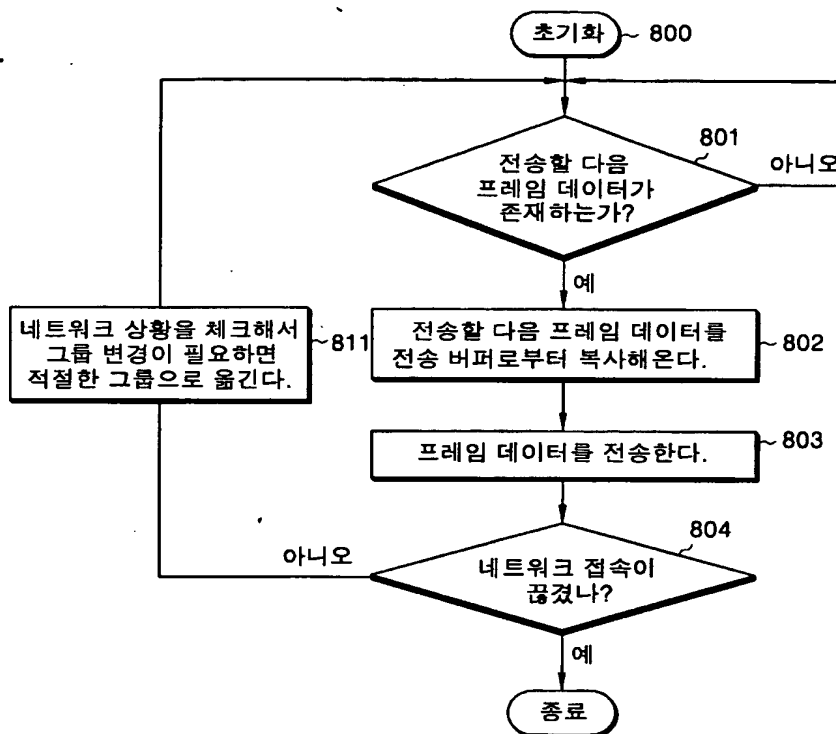 초기화
800
801
전송할 다음
프레임 데이터가
존재하는가?
아니오
예
네트워크 상황을 체크해서
그룹 변경이 필요하면
적절한 그룹으로 옮긴다.
811
전송할 다음 프레임 데이터를
전송 버퍼로부터 복사해온다.
802
프레임 데이터를 전송한다.
803
804
아니오
네트워크 접속이
끊겼나?
예
종료